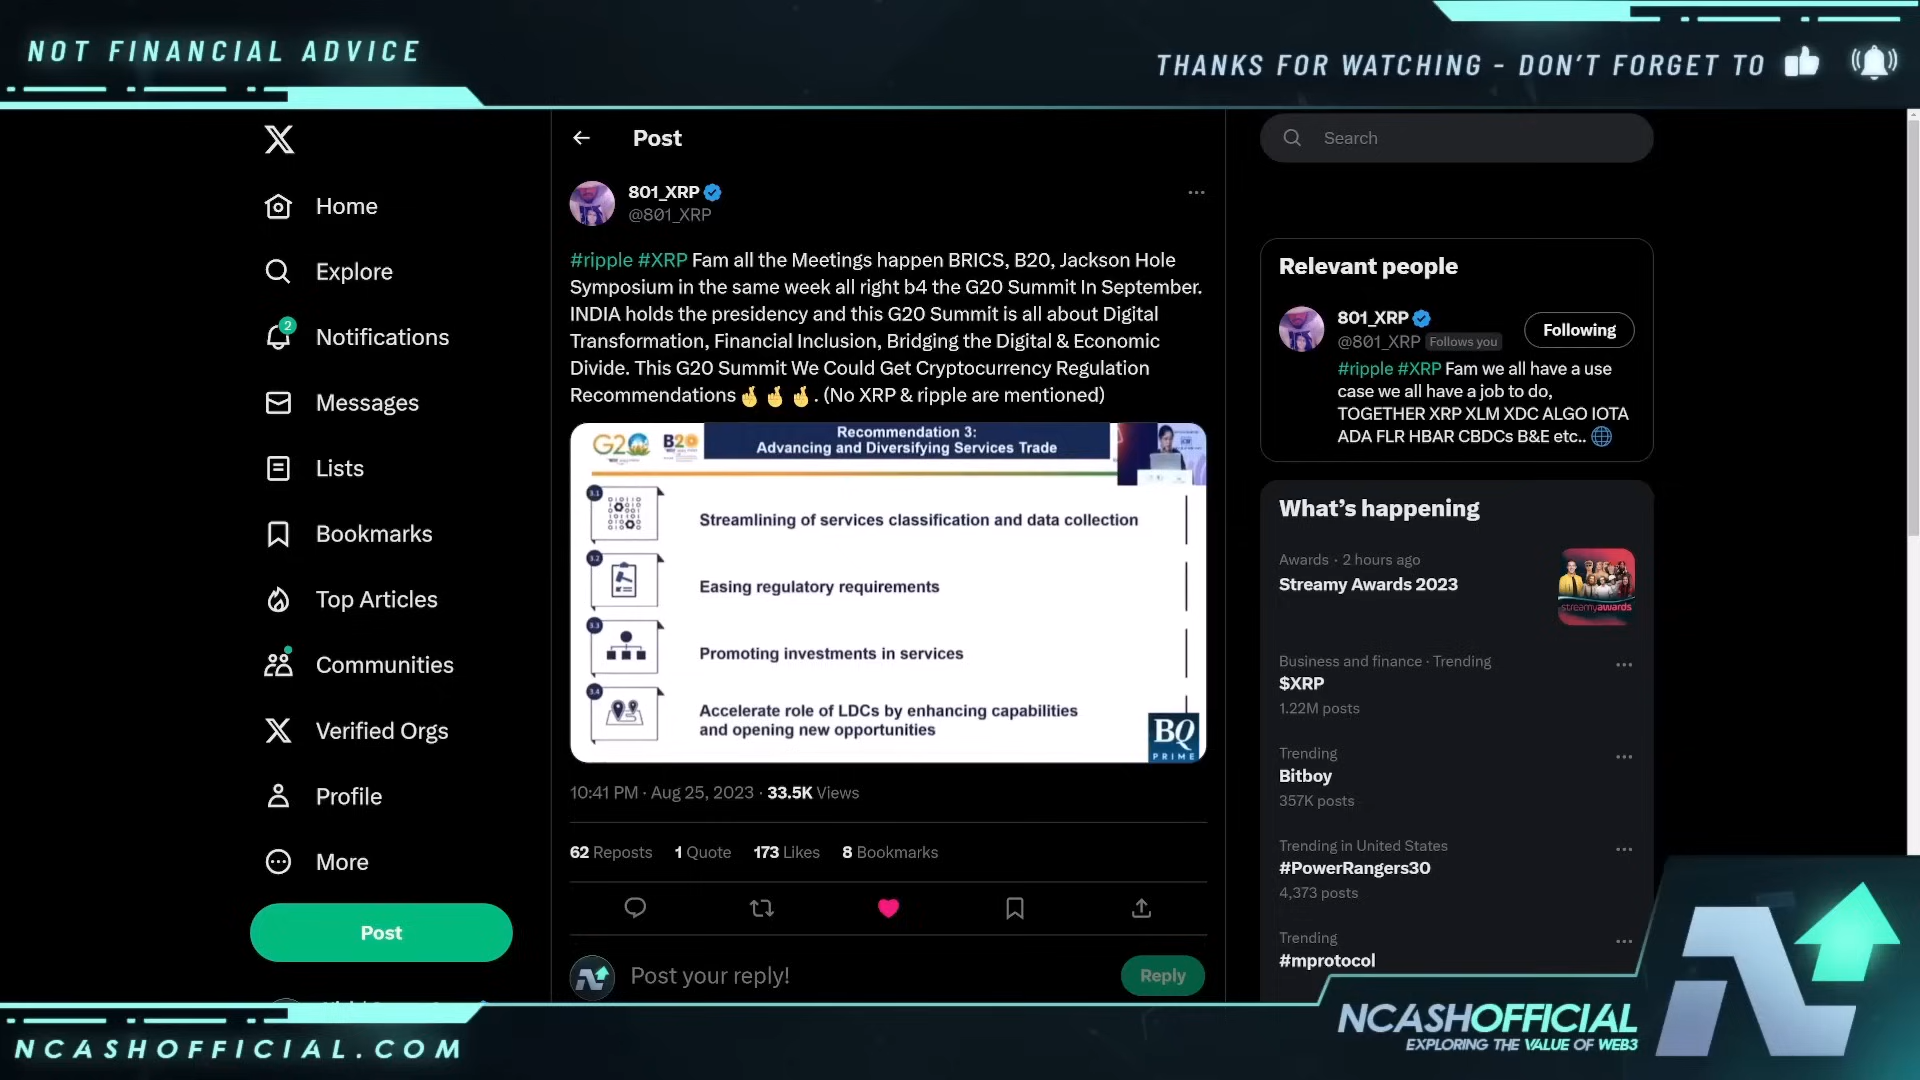 NOT FINANCIAL ADVICE
THANKS FOR WATCHING - DON'T FORGET TO
Post
Search
Home
Explore
2
Notifications
Messages
Lists
Bookmarks
Top Articles
Communities
Verified Orgs
Profile
More
Post
801_XRP
@801_XRP
#ripple #XRP Fam all the Meetings happen BRICS, B20, Jackson Hole
Symposium in the same week all right b4 the G20 Summit In September.
INDIA holds the presidency and this G20 Summit is all about Digital
Transformation, Financial Inclusion, Bridging the Digital & Economic
Divide. This G20 Summit We Could Get Cryptocurrency Regulation
Recommendations🤞🤞🤞. (No XRP & ripple are mentioned)
G20
B20
Recommendation 3:
Advancing and Diversifying Services Trade
3.1
Streamlining of services classification and data collection
3.2
Easing regulatory requirements
3.3
Promoting investments in services
3.4
Accelerate role of LDCs by enhancing capabilities
and opening new opportunities
BQ
PRIME
10:41 PM · Aug 25, 2023 · 33.5K Views
62 Reposts 1 Quote 173 Likes 8 Bookmarks
Post your reply!
Reply
Relevant people
801_XRP
@801_XRP Follows you
Following
#ripple #XRP Fam we all have a use
case we all have a job to do,
TOGETHER XRP XLM XDC ALGO IOTA
ADA FLR HBAR CBDCs B&E etc.. 🌐
What's happening
Awards · 2 hours ago
Streamy Awards 2023
streamyawards
Business and finance · Trending
$XRP
1.22M posts
Trending
Bitboy
357K posts
Trending in United States
#PowerRangers30
4,373 posts
Trending
#mprotocol
NCASHOFFICIAL.COM
NCASHOFFICIAL
EXPLORING THE VALUE OF WEB3